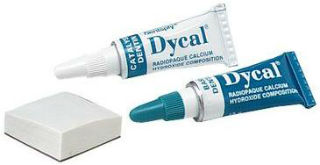 Dycal®
RADIOPAQUE CALCIUM
HYDROXIDE COMPOSITION
Dycal®
RADIOPAQUE CALCIUM
HYDROXIDE COMPOSITION